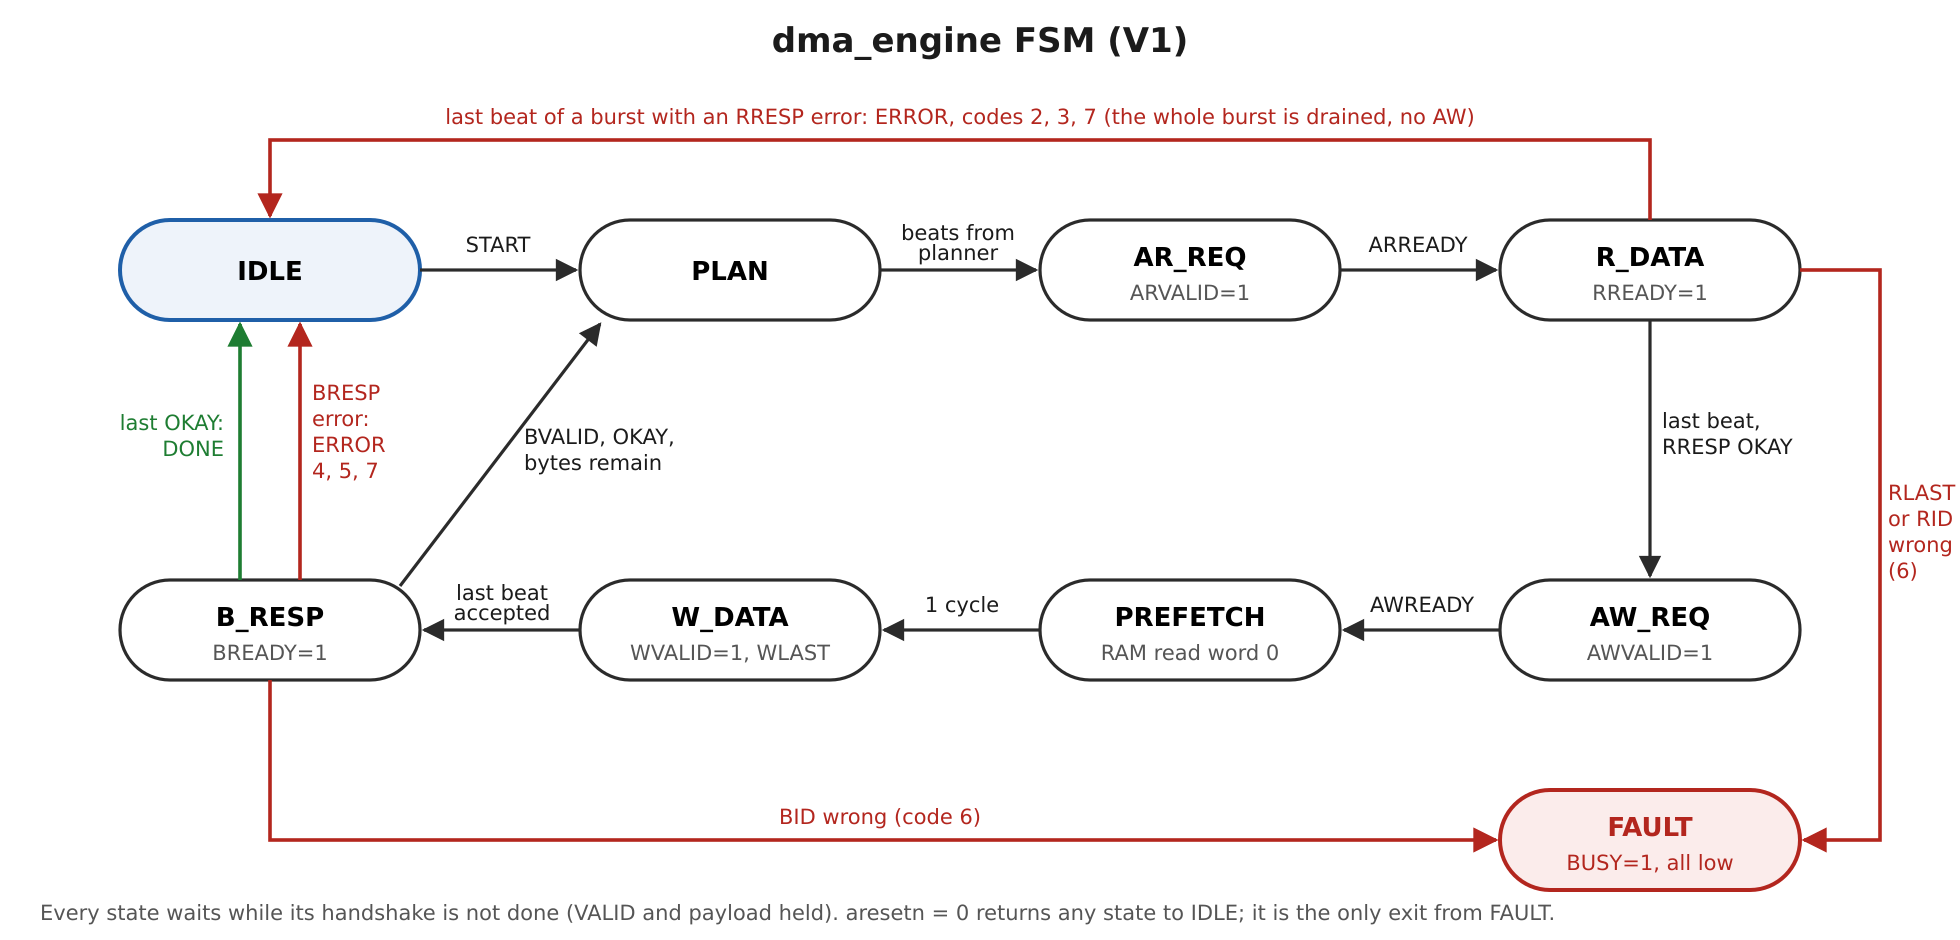 dma_engine FSM (V1)
last beat of a burst with an RRESP error: ERROR, codes 2, 3, 7 (the whole burst is drained, no AW)
IDLE
START
PLAN
beats from
planner
AR_REQ
ARVALID=1
ARREADY
R_DATA
RREADY=1
last OKAY:
DONE
BRESP
error:
ERROR
4, 5, 7
BVALID, OKAY,
bytes remain
last beat,
RRESP OKAY
RLAST
or RID
wrong
(6)
B_RESP
BREADY=1
last beat
accepted
W_DATA
WVALID=1, WLAST
1 cycle
PREFETCH
RAM read word 0
AWREADY
AW_REQ
AWVALID=1
BID wrong (code 6)
FAULT
BUSY=1, all low
Every state waits while its handshake is not done (VALID and payload held). aresetn = 0 returns any state to IDLE; it is the only exit from FAULT.